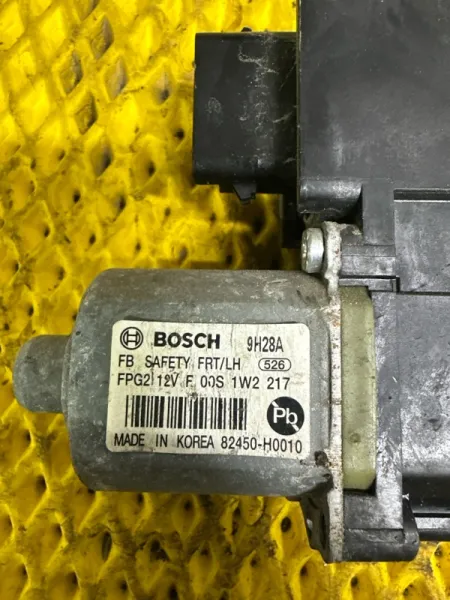 BOSCH 9H28A
FB SAFETY FRT/LH 526
FPG2 12V F 00S 1W2 217
Pb
MADE IN KOREA 82450-H0010